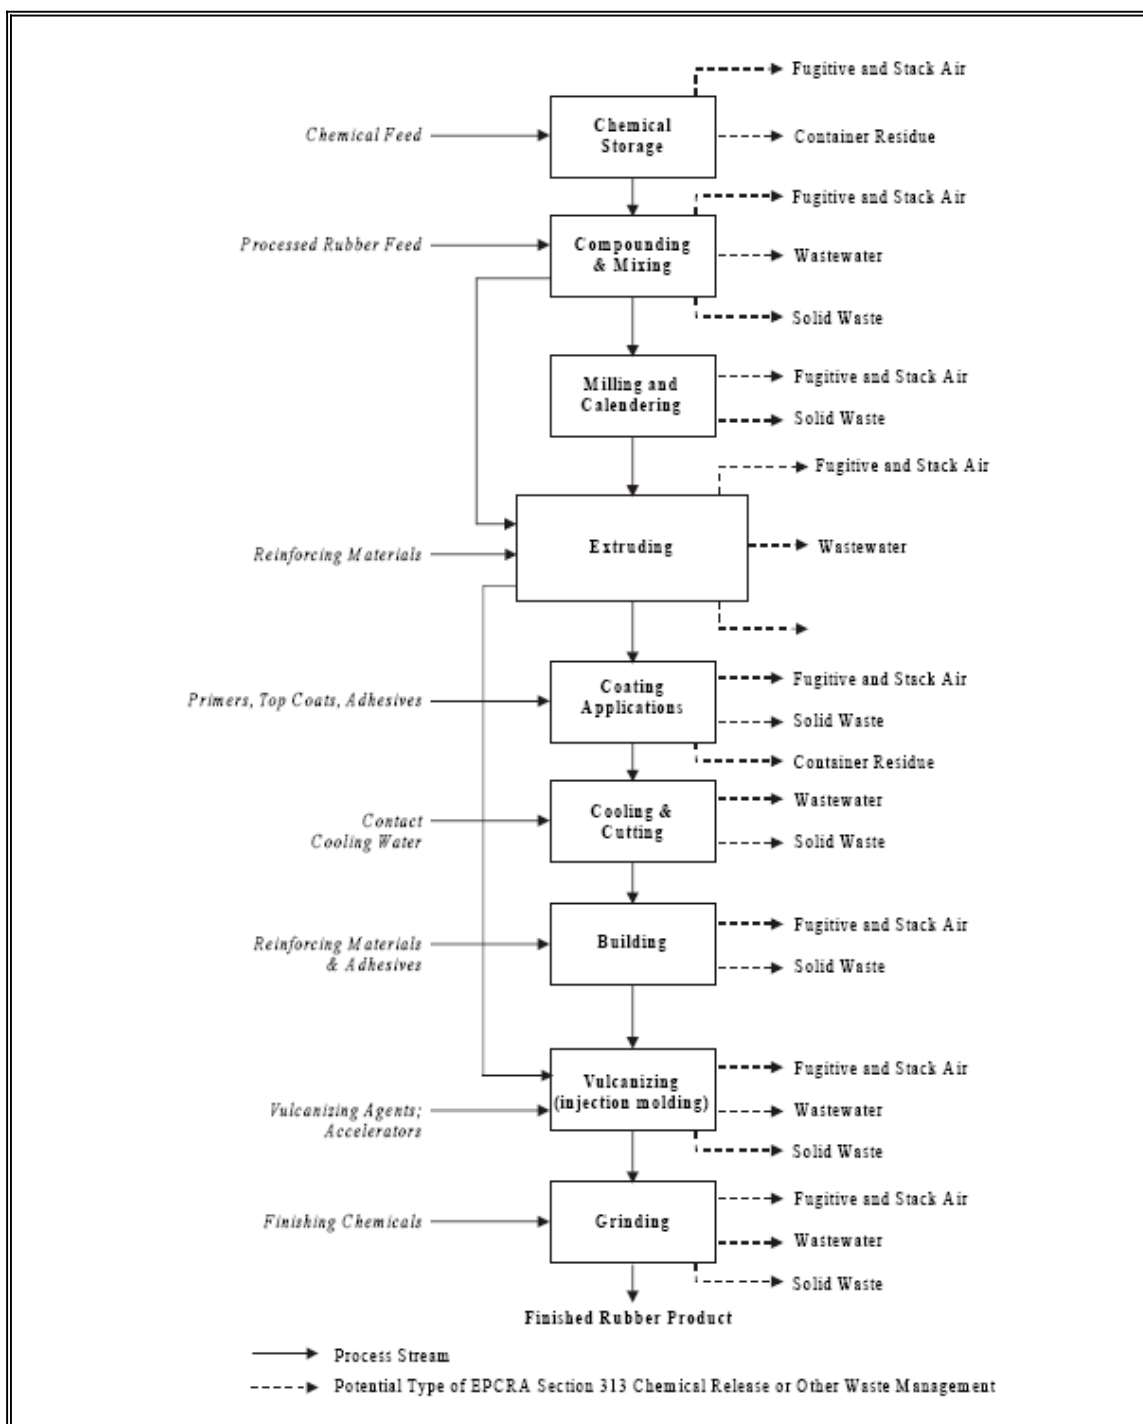 Fugitive and Stack Air
Chemical Feed
Chemical
Storage
Container Residue
Fugitive and Stack Air
Processed Rubber Feed
Compounding
& Mixing
Wastewater
Solid Waste
Milling and
Calendering
Fugitive and Stack Air
Solid Waste
Fugitive and Stack Air
Reinforcing Materials
Extruding
Wastewater
Primers, Top Coats, Adhesives
Coating
Applications
Fugitive and Stack Air
Solid Waste
Container Residue
Contact
Cooling Water
Cooling &
Cutting
Wastewater
Solid Waste
Reinforcing Materials
& Adhesives
Building
Fugitive and Stack Air
Solid Waste
Vulcanizing Agents;
Accelerators
Vulcanizing
(injection molding)
Fugitive and Stack Air
Wastewater
Solid Waste
Finishing Chemicals
Grinding
Fugitive and Stack Air
Wastewater
Solid Waste
Finished Rubber Product
Process Stream
Potential Type of EPCRA Section 313 Chemical Release or Other Waste Management